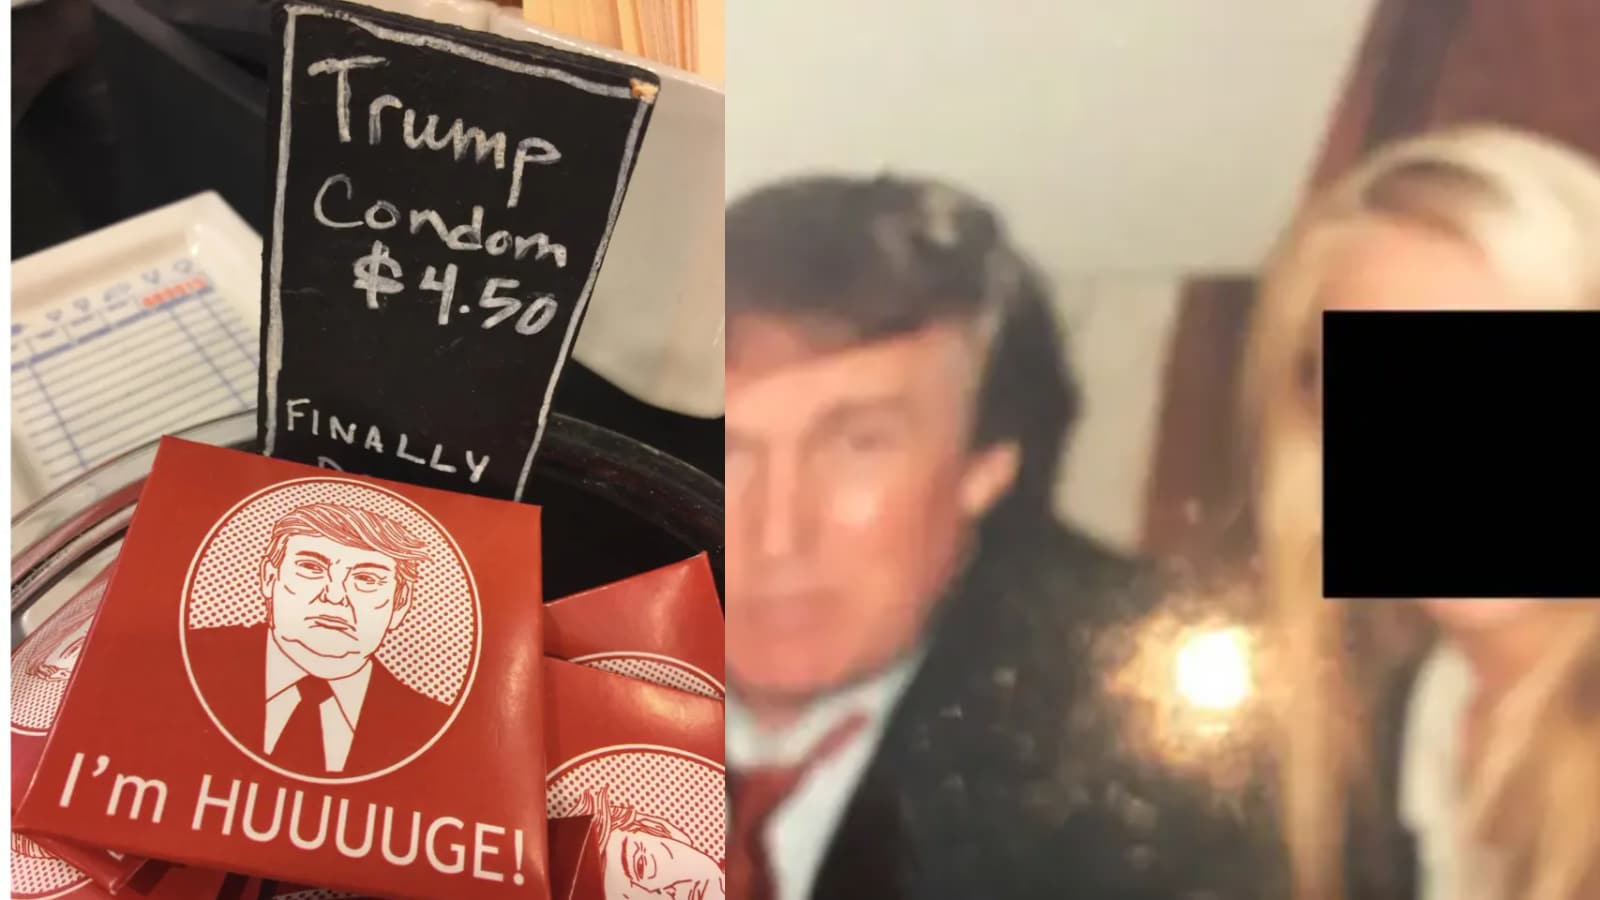 Trump
Condom
$4.50
FINALLY
I'm HUUUUGE!